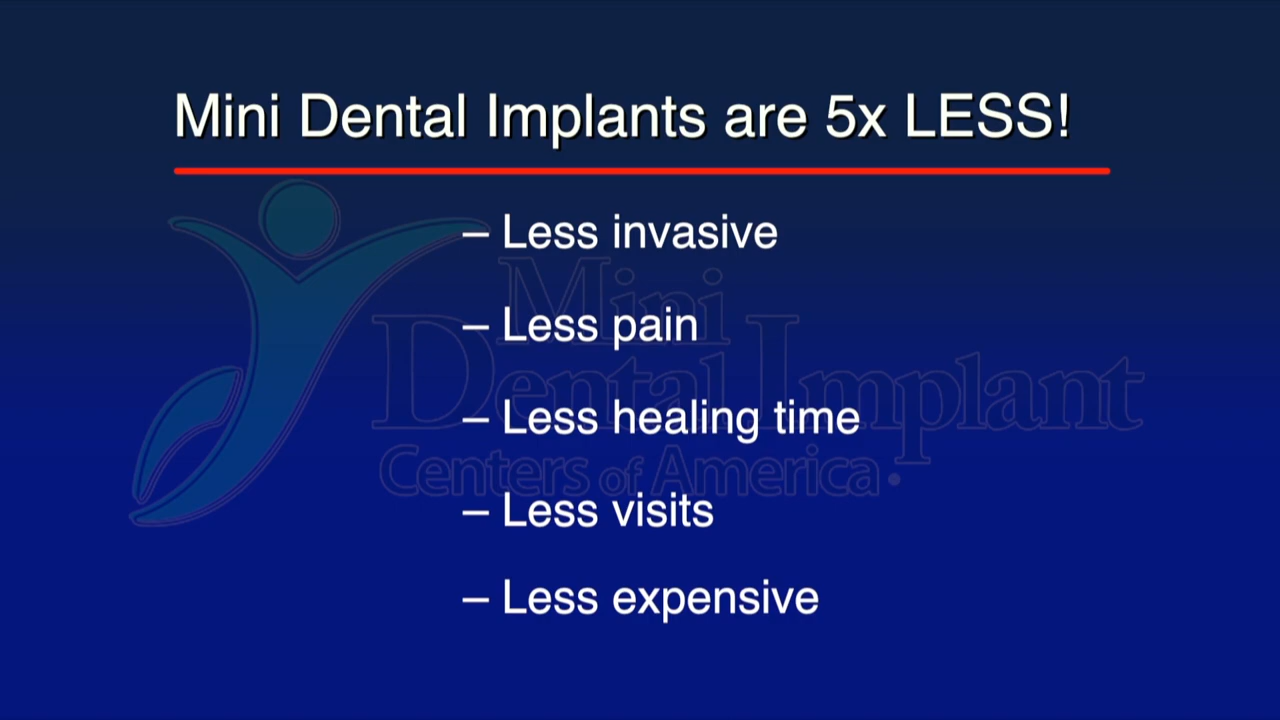 Mini Dental Implants are 5x LESS!
– Less invasive
Mini
– Less pain
Dental Implant
– Less healing time
Centers of America
– Less visits
– Less expensive